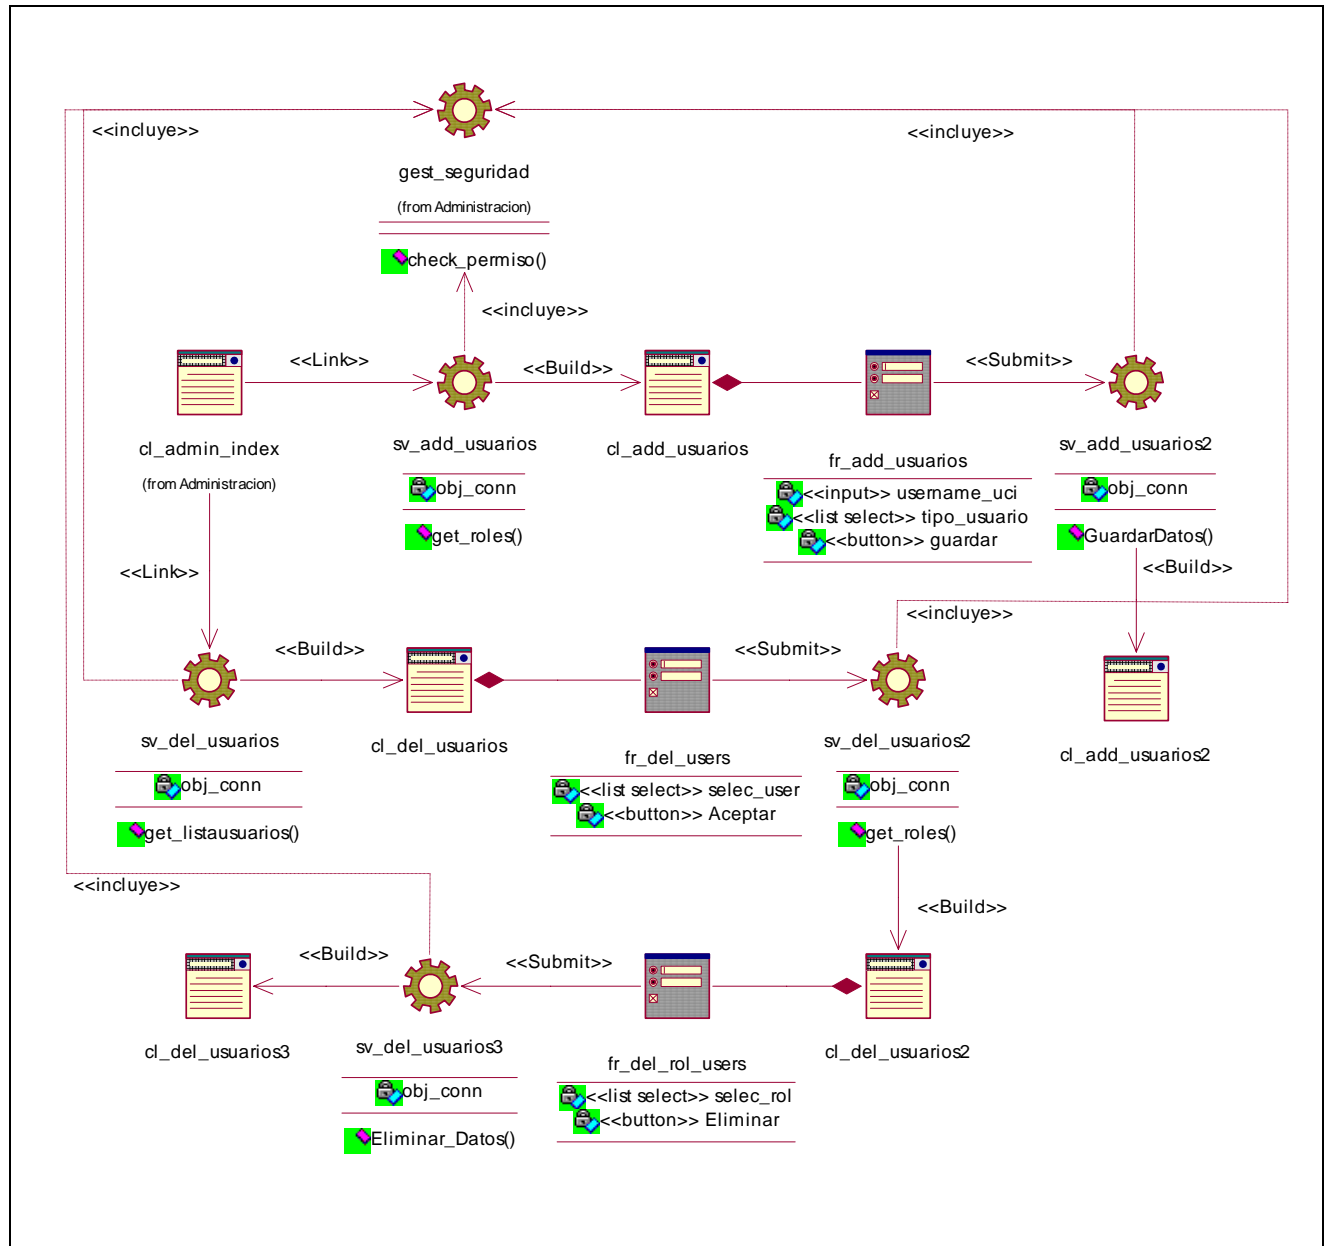 <<incluye>>
<<incluye>>
gest_seguridad
(from Administracion)
check_permiso()
<<incluye>>
<<Link>>
<<Build>>
<<Submit>>
cl_admin_index
(from Administracion)
sv_add_usuarios
obj_conn
get_roles()
cl_add_usuarios
fr_add_usuarios
<<input>> username_uci
<<list select>> tipo_usuario
<<button>> guardar
sv_add_usuarios2
obj_conn
GuardarDatos()
<<Link>>
<<Build>>
<<incluye>>
<<Build>>
<<Submit>>
sv_del_usuarios
obj_conn
get_listausuarios()
cl_del_usuarios
fr_del_users
<<list select>> selec_user
<<button>> Aceptar
sv_del_usuarios2
obj_conn
get_roles()
cl_add_usuarios2
<<incluye>>
<<Build>>
<<Build>>
<<Submit>>
cl_del_usuarios3
sv_del_usuarios3
obj_conn
Eliminar_Datos()
fr_del_rol_users
<<list select>> selec_rol
<<button>> Eliminar
cl_del_usuarios2